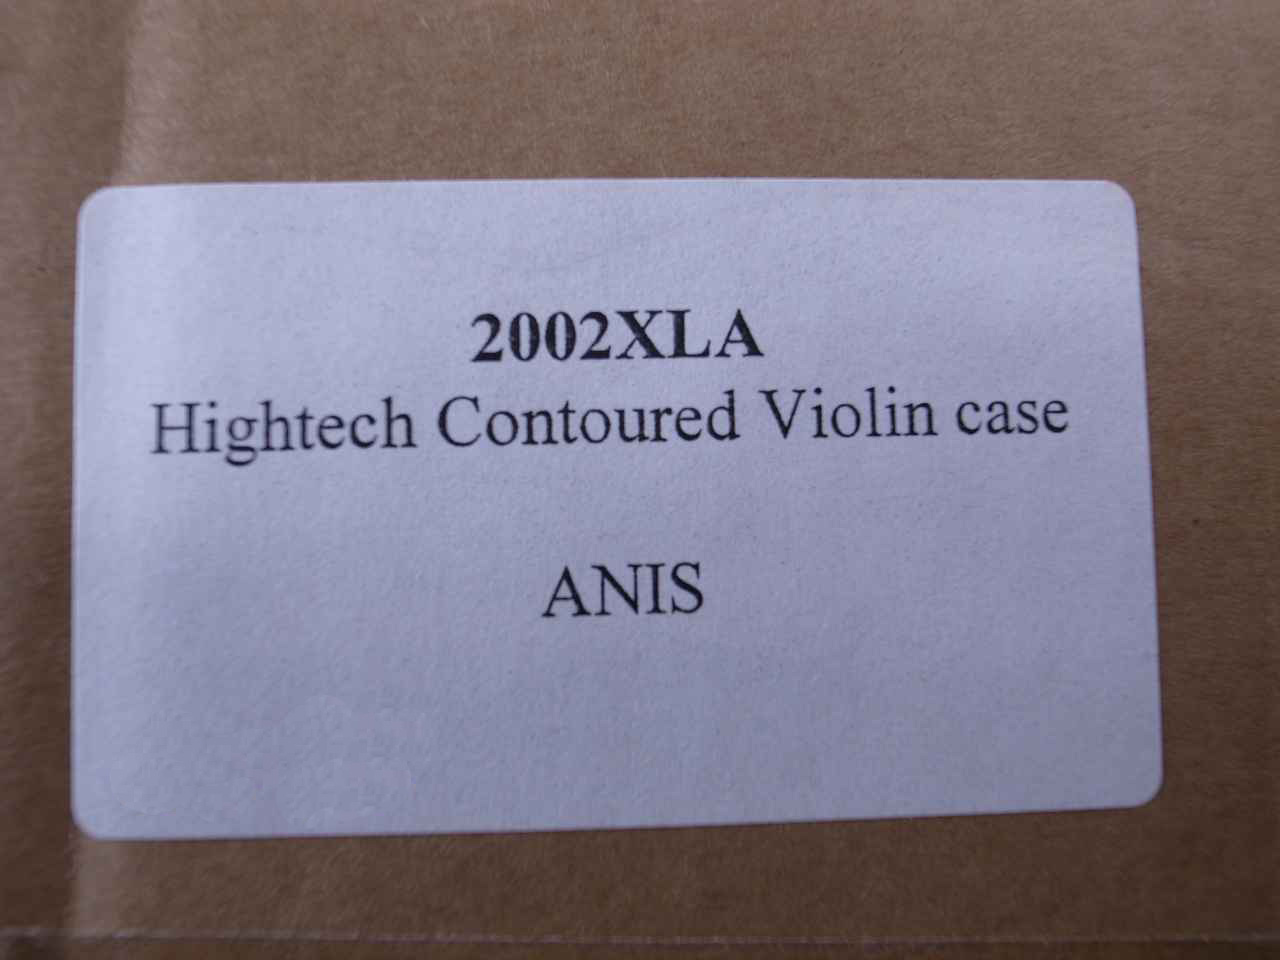 2002XLA
Hightech Contoured Violin case
ANIS